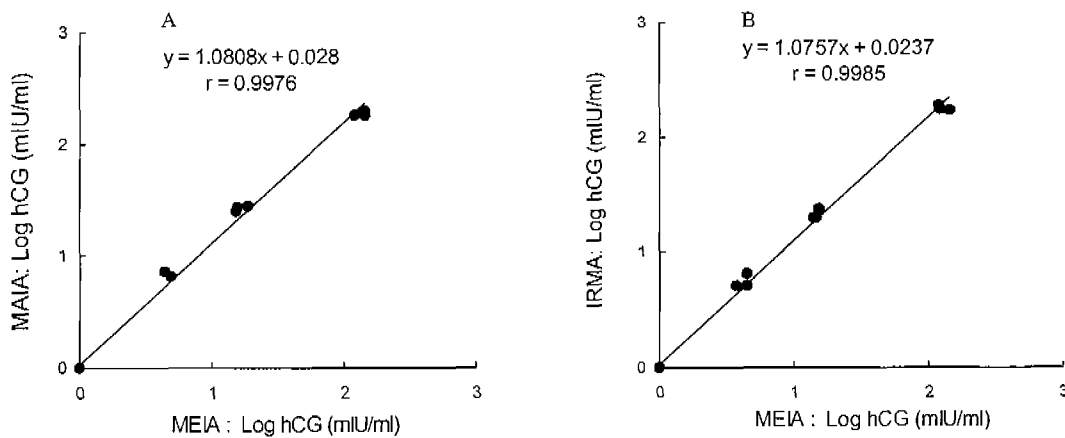 A
y = 1.0808x + 0.028
r = 0.9976
MAIA: Log hCG (mIU/ml)
3
2
1
0
0 1 2 3
MEIA : Log hCG (mIU/ml)
B
y = 1.0757x + 0.0237
r = 0.9985
IRMA: Log hCG (mIU/ml)
3
2
1
0
0 1 2 3
MEIA : Log hCG (mIU/ml)